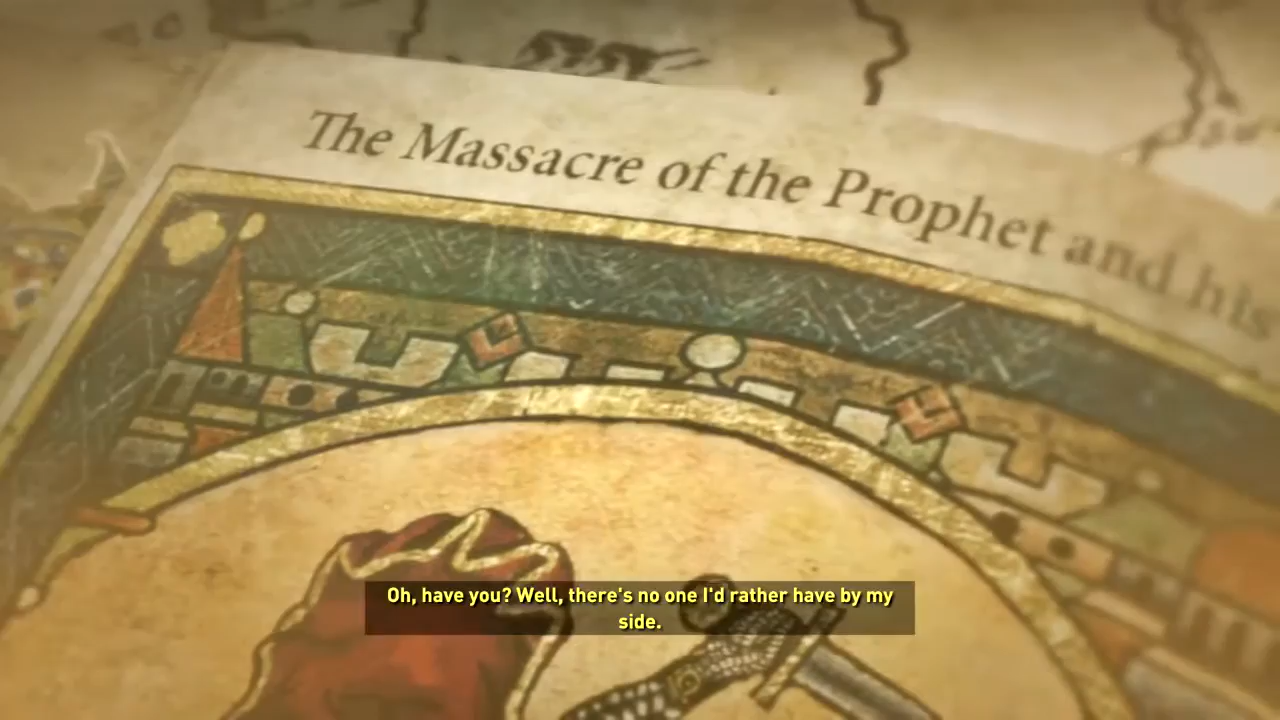 The Massacre of the Prophet and his
Oh, have you? Well, there's no one I'd rather have by my
side.